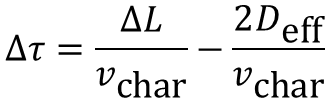 Δτ = ΔL / v_char − 2D_eff / v_char